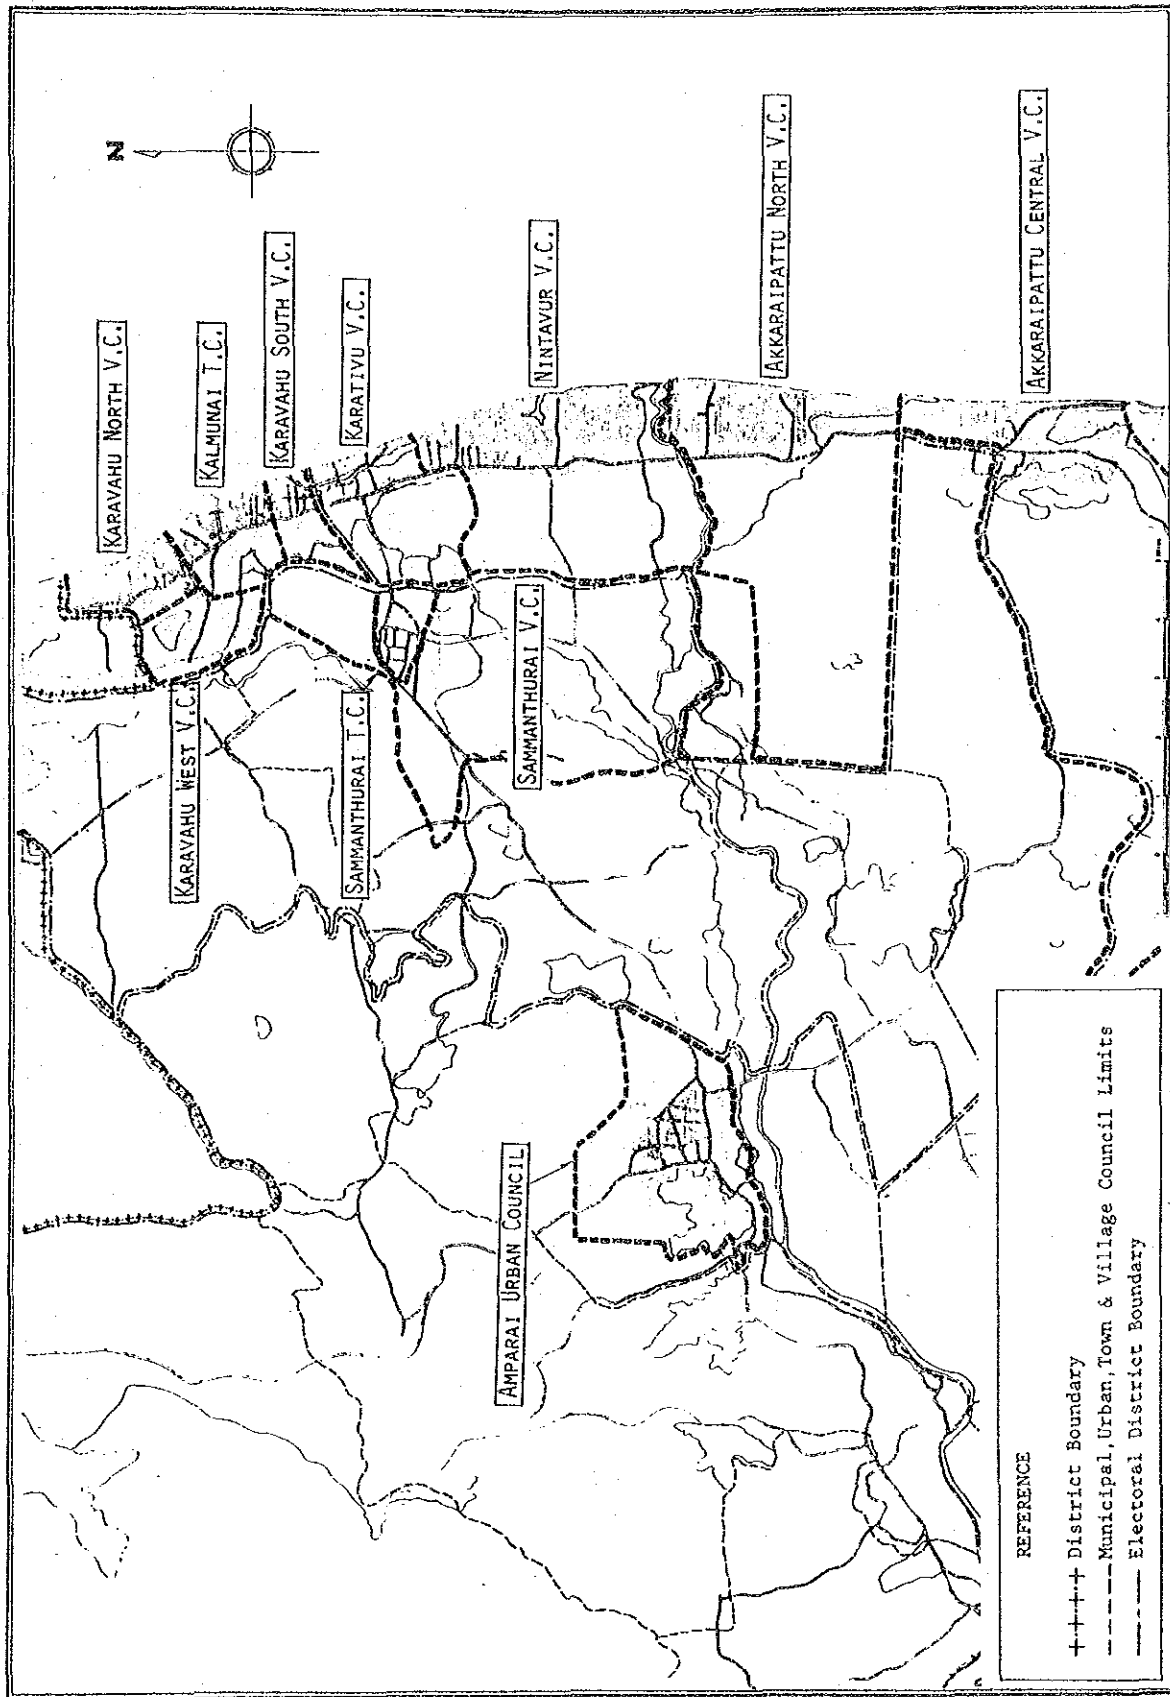 N
KARAVAHU NORTH V.C.
KALMUNAI T.C.
KARAVAHU SOUTH V.C.
KARATIVU V.C.
NINTAVUR V.C.
AKKARAIPATTU NORTH V.C.
AKKARAIPATTU CENTRAL V.C.
KARAVAHU WEST V.C.
SAMMANTHURAI T.C.
SAMMANTHURAI V.C.
AMPARAI URBAN COUNCIL
REFERENCE
District Boundary
Municipal,Urban,Town & Village Council Limits
Electoral District Boundary